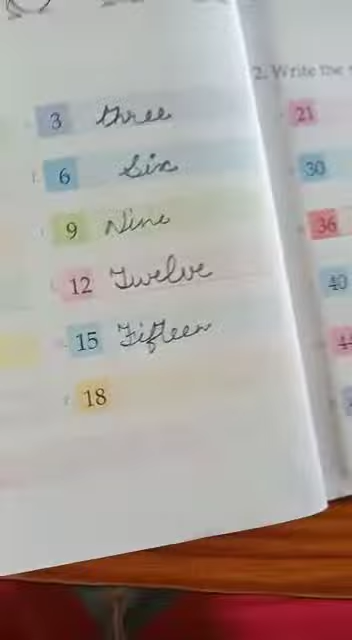 3 three
6 Six
9 Nine
12 Twelve
15 Fifteen
18
2. Write the
21
30
36
40